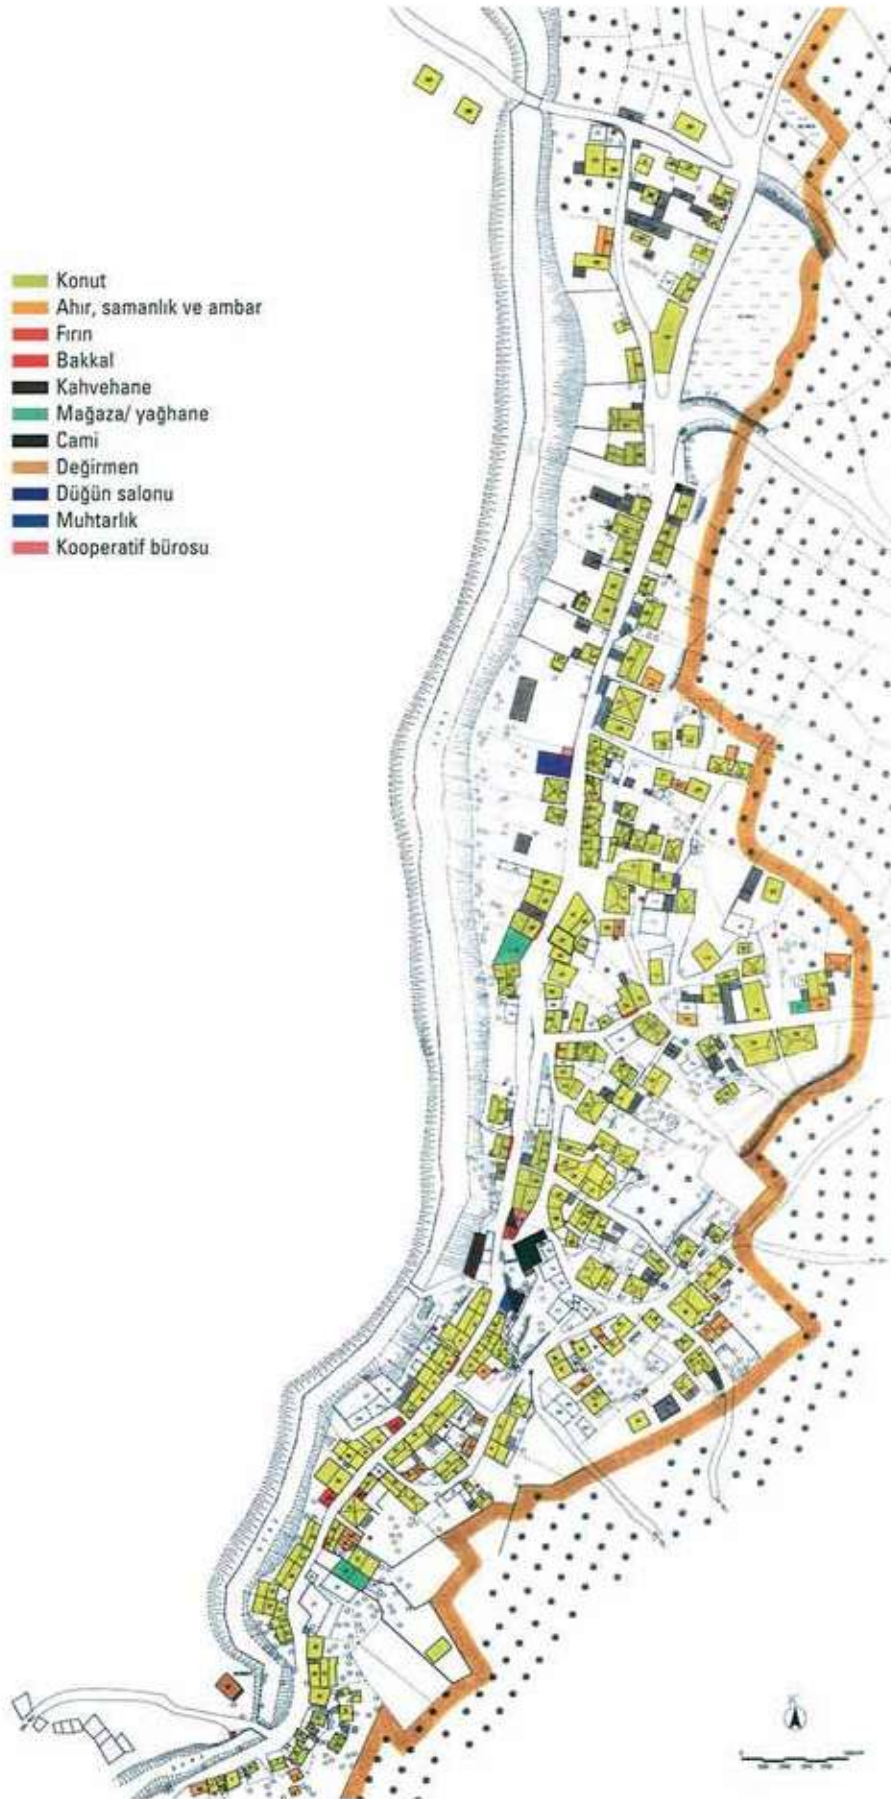 Konut
Ahır, samanlık ve ambar
Fırın
Bakkal
Kahvehane
Mağaza/ yağhane
Cami
Değirmen
Düğün salonu
Muhtarlık
Kooperatif bürosu